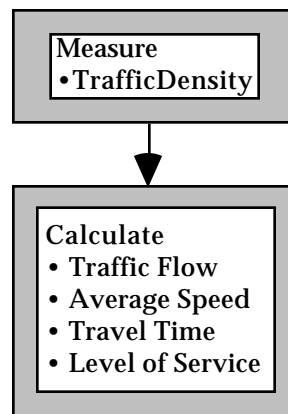 Measure
•TrafficDensity
Calculate
• Traffic Flow
• Average Speed
• Travel Time
• Level of Service